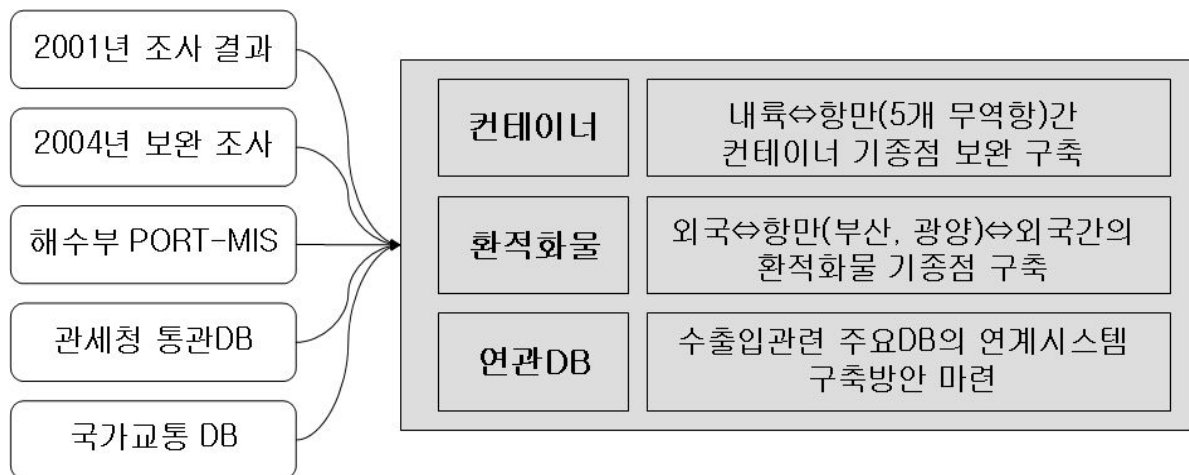 2001년 조사 결과
2004년 보완 조사
해수부 PORT-MIS
관세청 통관DB
국가교통 DB
컨테이너
내륙⇔항만(5개 무역항)간
컨테이너 기종점 보완 구축
환적화물
외국⇔항만(부산, 광양)⇔외국간의
환적화물 기종점 구축
연관DB
수출입관련 주요DB의 연계시스템
구축방안 마련